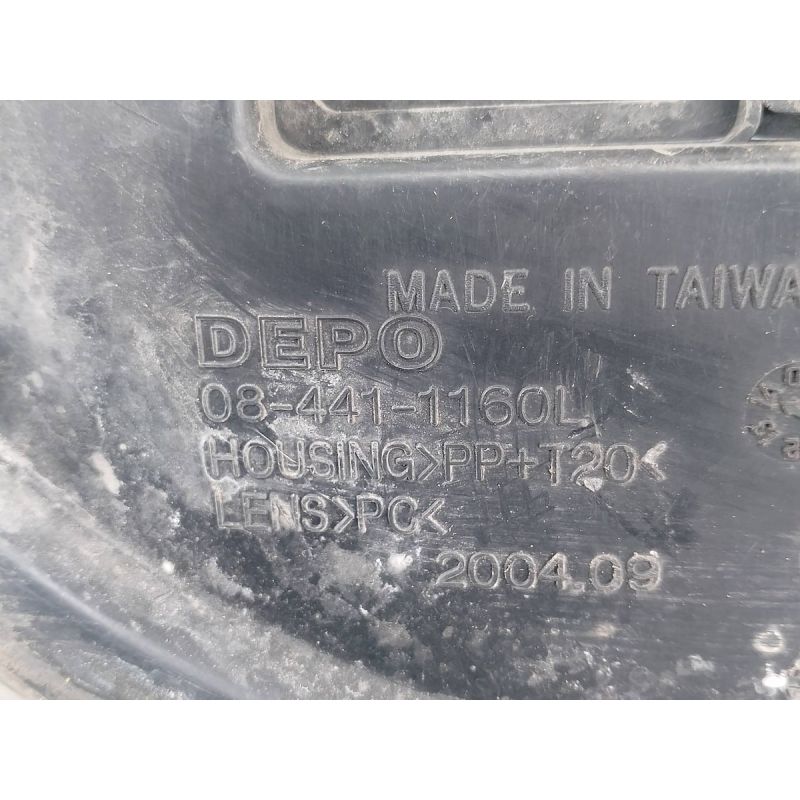 MADE IN TAIWA
DEPO
08-441-1160L
HOUSING>PP+T20<
LENS>PC<
2004.09